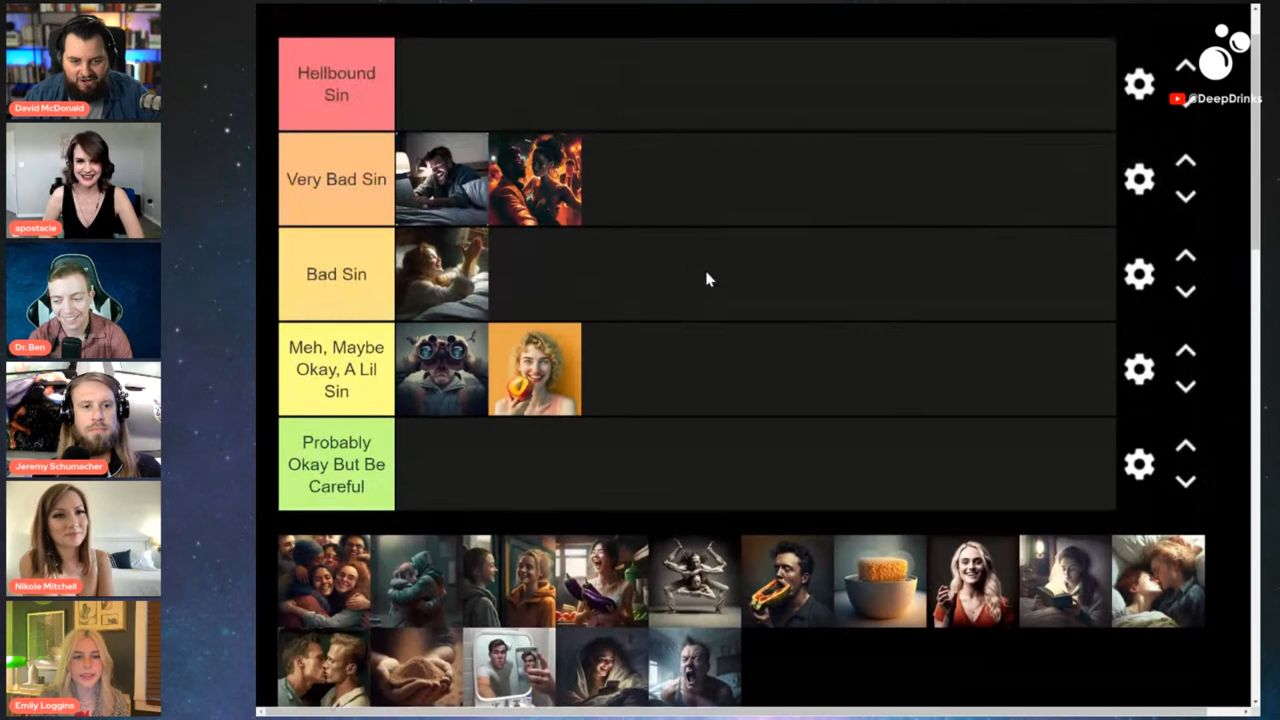 David McDonald
apostacie
Dr. Ben
Jeremy Schumacher
Nikole Mitchell
Emily Loggins
Hellbound
Sin
Very Bad Sin
Bad Sin
Meh, Maybe
Okay, A Lil
Sin
Probably
Okay But Be
Careful
@DeepDrinks